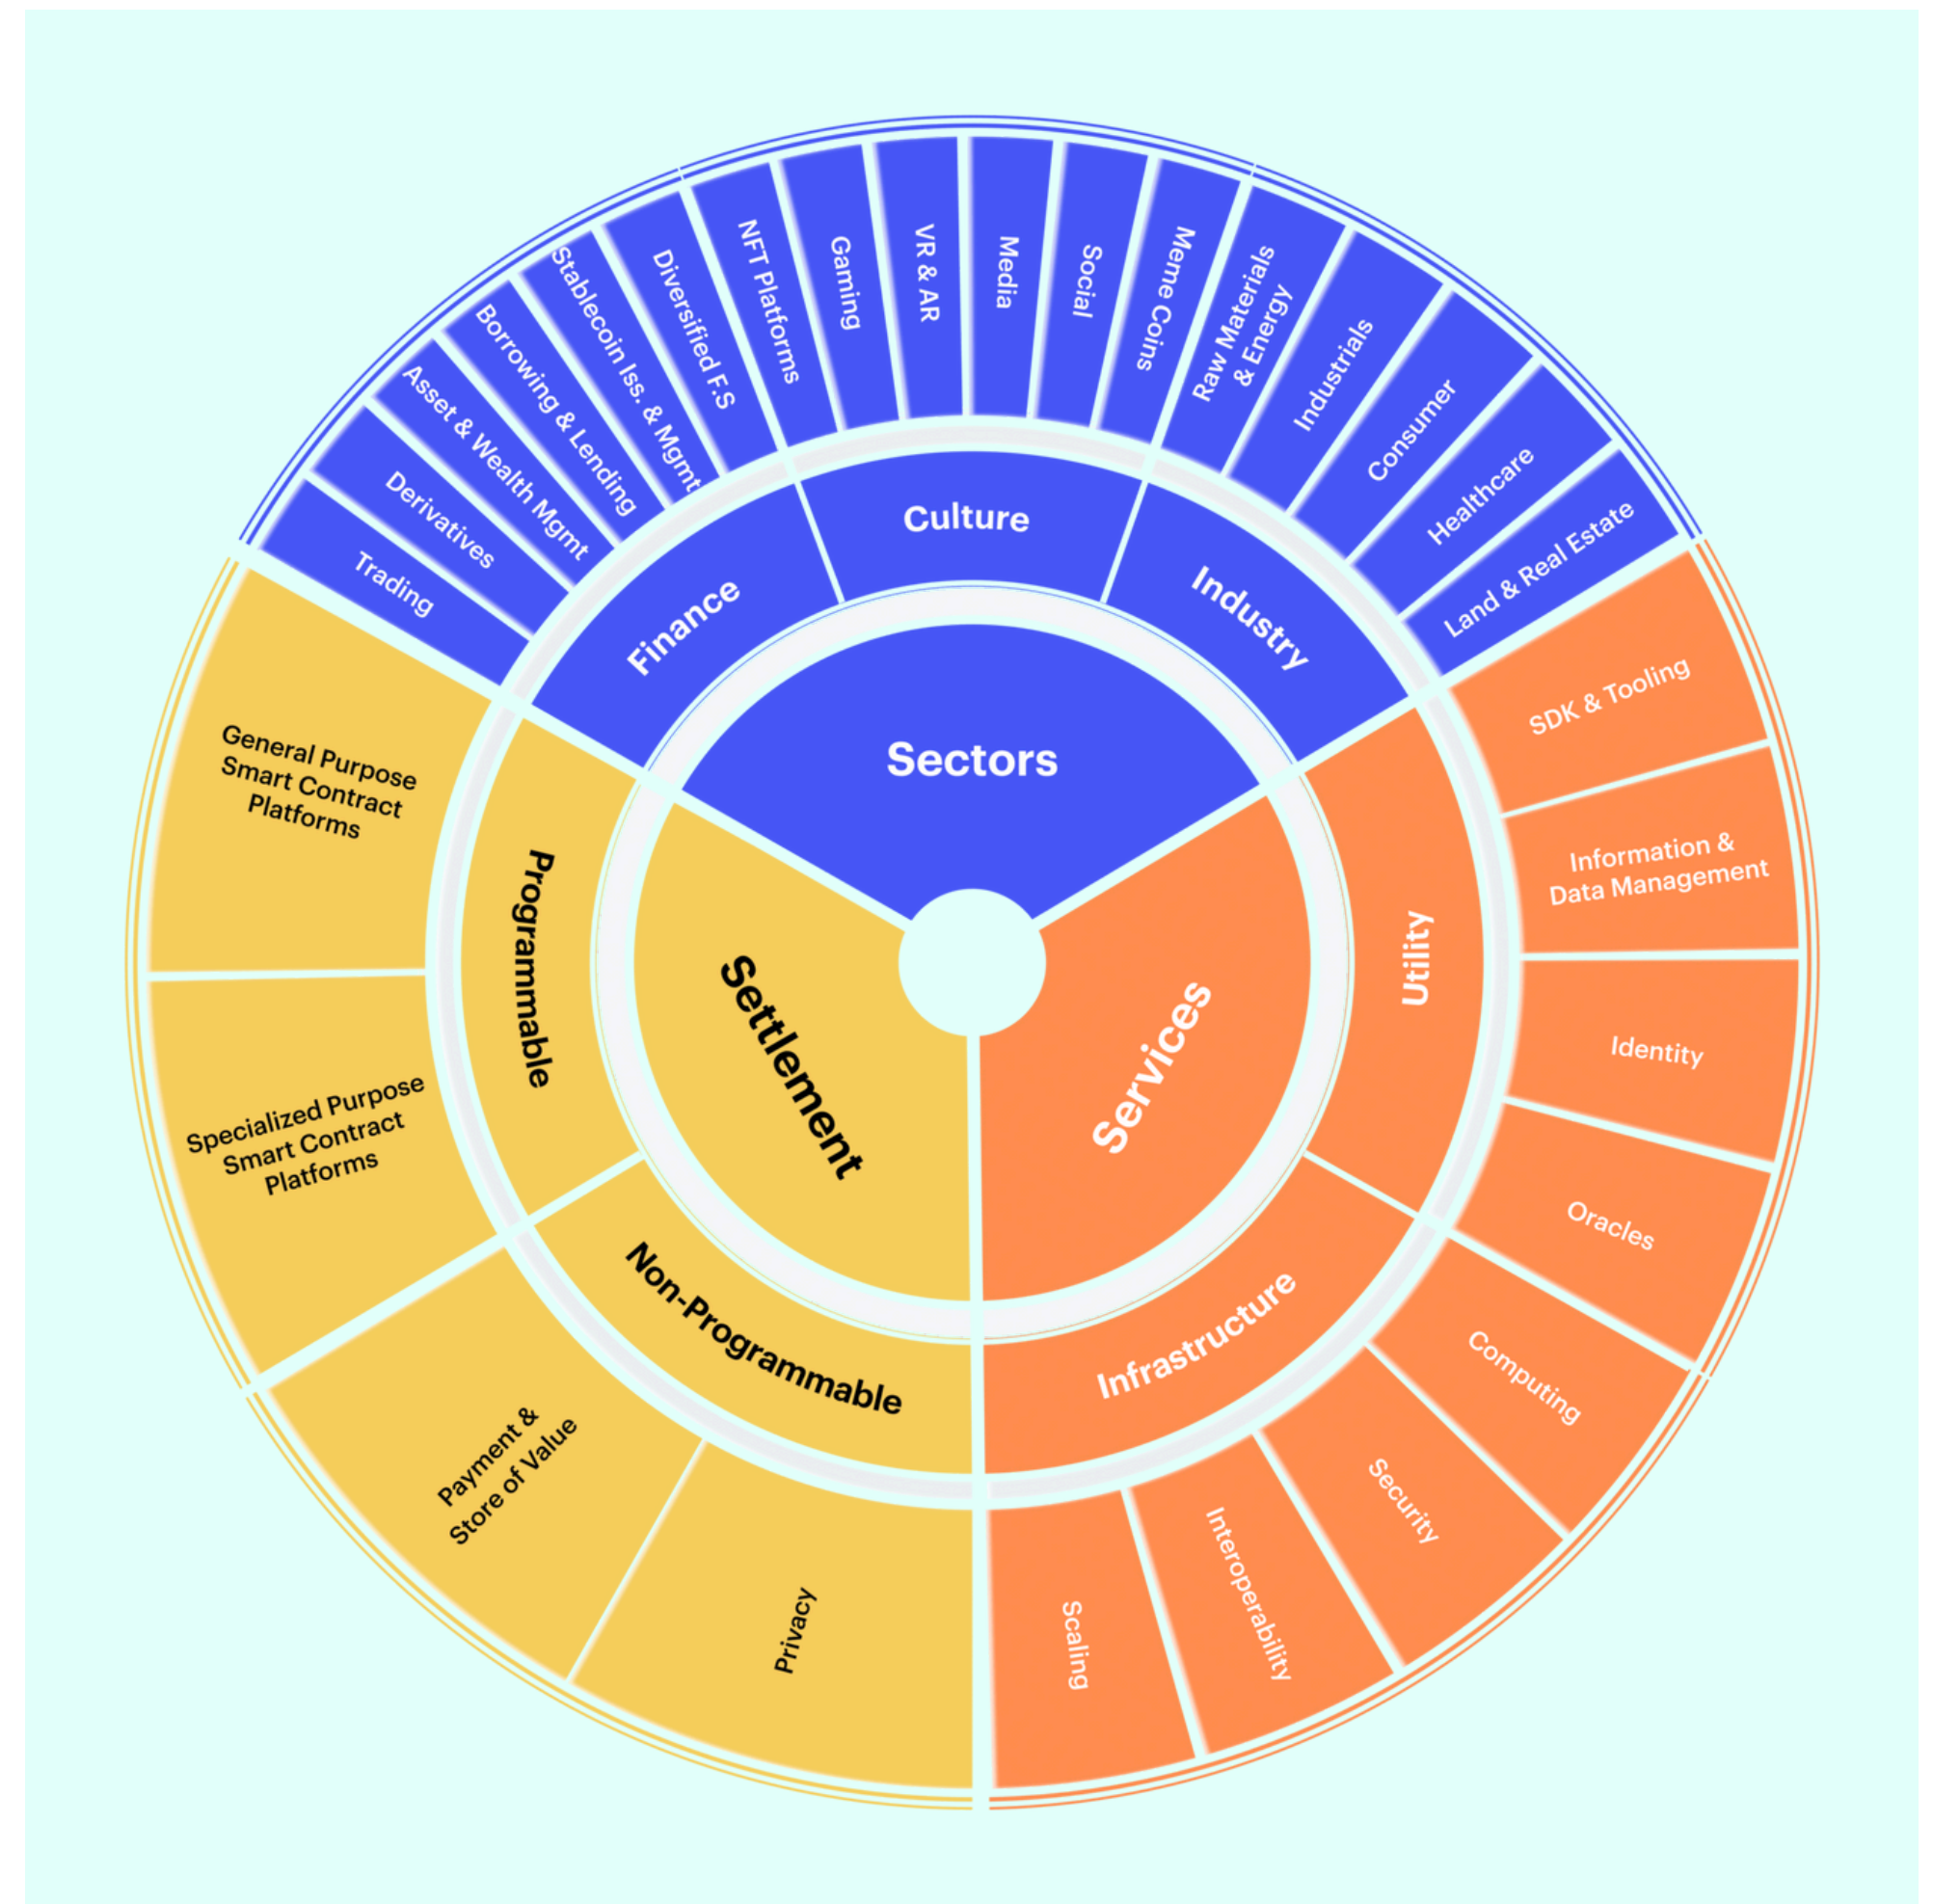 Sectors
Finance
Culture
Industry
Trading
Derivatives
Asset & Wealth Mgmt
Borrowing & Lending
Stablecoin Iss. & Mgmt
Diversified F.S
NFT Platforms
Gaming
VR & AR
Media
Social
Meme Coins
Raw Materials
& Energy
Industrials
Consumer
Healthcare
Land & Real Estate
Services
Utility
Infrastructure
SDK & Tooling
Information &
Data Management
Identity
Oracles
Computing
Security
Interoperability
Scaling
Settlement
Programmable
Non-Programmable
General Purpose
Smart Contract
Platforms
Specialized Purpose
Smart Contract
Platforms
Payment &
Store of Value
Privacy